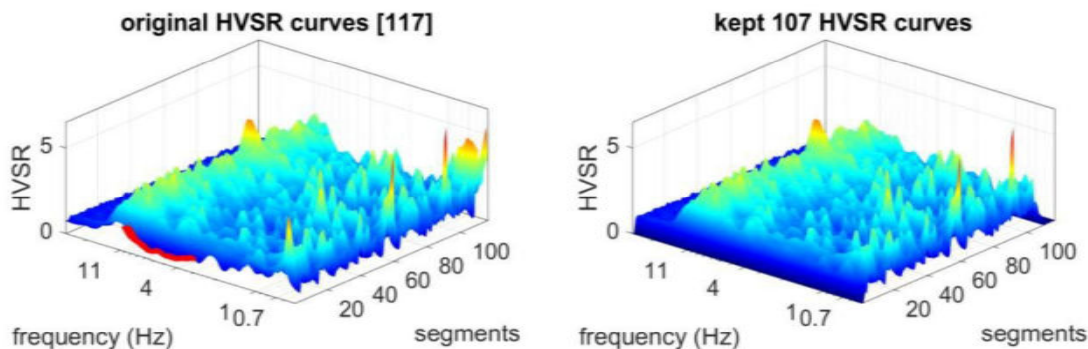 original HVSR curves [117]
HVSR
5
0
11
4
1
0.7
frequency (Hz)
20
40
60
80
100
segments
kept 107 HVSR curves
HVSR
5
0
11
4
1
0.7
frequency (Hz)
20
40
60
80
100
segments